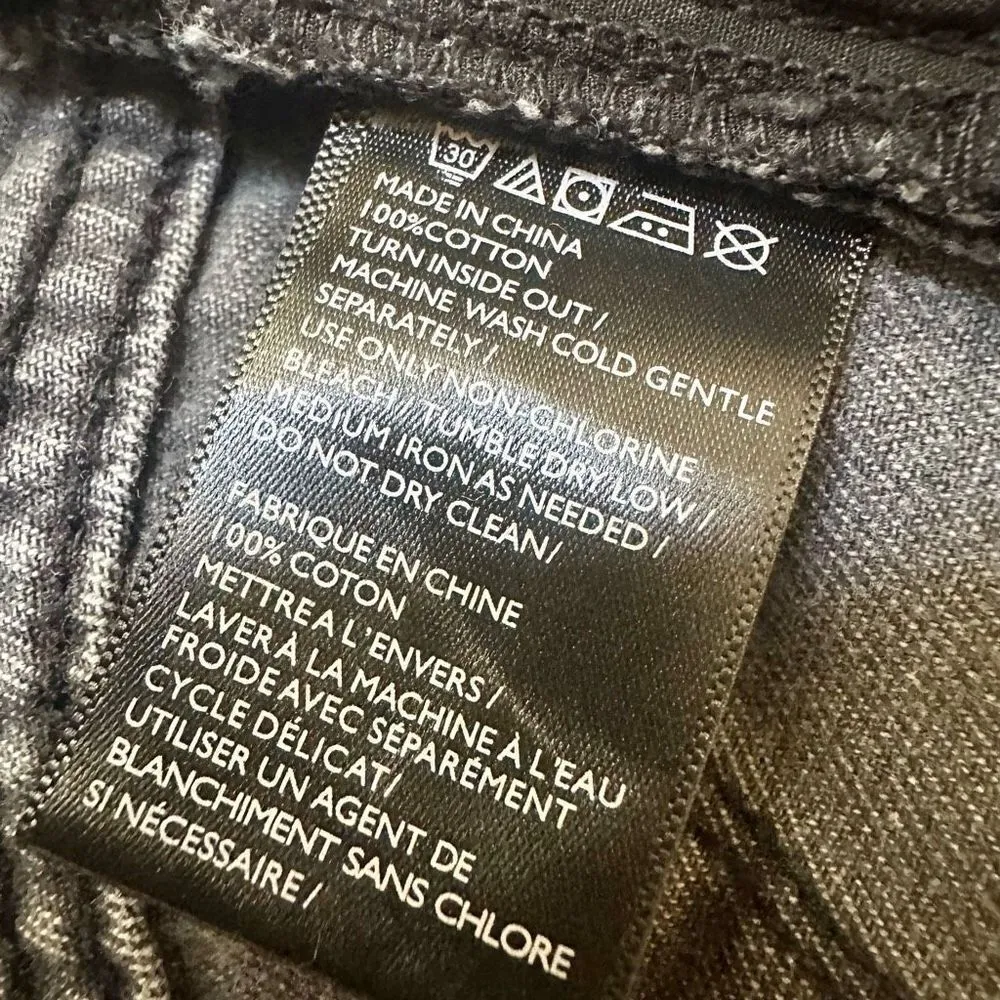 30
MADE IN CHINA
100%COTTON
TURN INSIDE OUT /
MACHINE WASH COLD GENTLE
SEPARATELY /
USE ONLY NON-CHLORINE
BLEACH / TUMBLE DRY LOW /
MEDIUM IRON AS NEEDED /
DO NOT DRY CLEAN/
FABRIQUE EN CHINE
100% COTON
METTRE A L'ENVERS /
LAVER À LA MACHINE À L'EAU
FROIDE AVEC SÉPARÉMENT
CYCLE DÉLICAT/
UTILISER UN AGENT DE
BLANCHIMENT SANS CHLORE
SI NÉCESSAIRE /